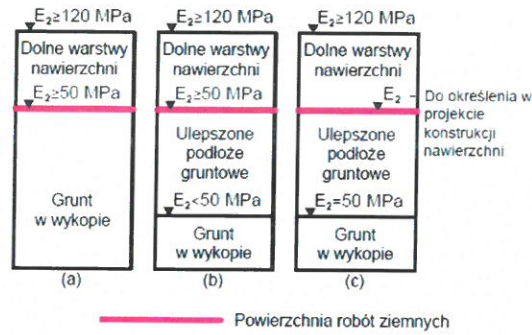 E₂≥120 MPa
Dolne warstwy
nawierzchni
E₂≥50 MPa
Grunt
w wykopie
(a)
E₂≥120 MPa
Dolne warstwy
nawierzchni
E₂≥50 MPa
Ulepszone
podłoże
gruntowe
E₂<50 MPa
Grunt
w wykopie
(b)
E₂≥120 MPa
Dolne warstwy
nawierzchni
E₂ - Do określenia w
projekcie
konstrukcji
nawierzchni
Ulepszone
podłoże
gruntowe
E₂=50 MPa
Grunt
w wykopie
(c)
Powierzchnia robót ziemnych